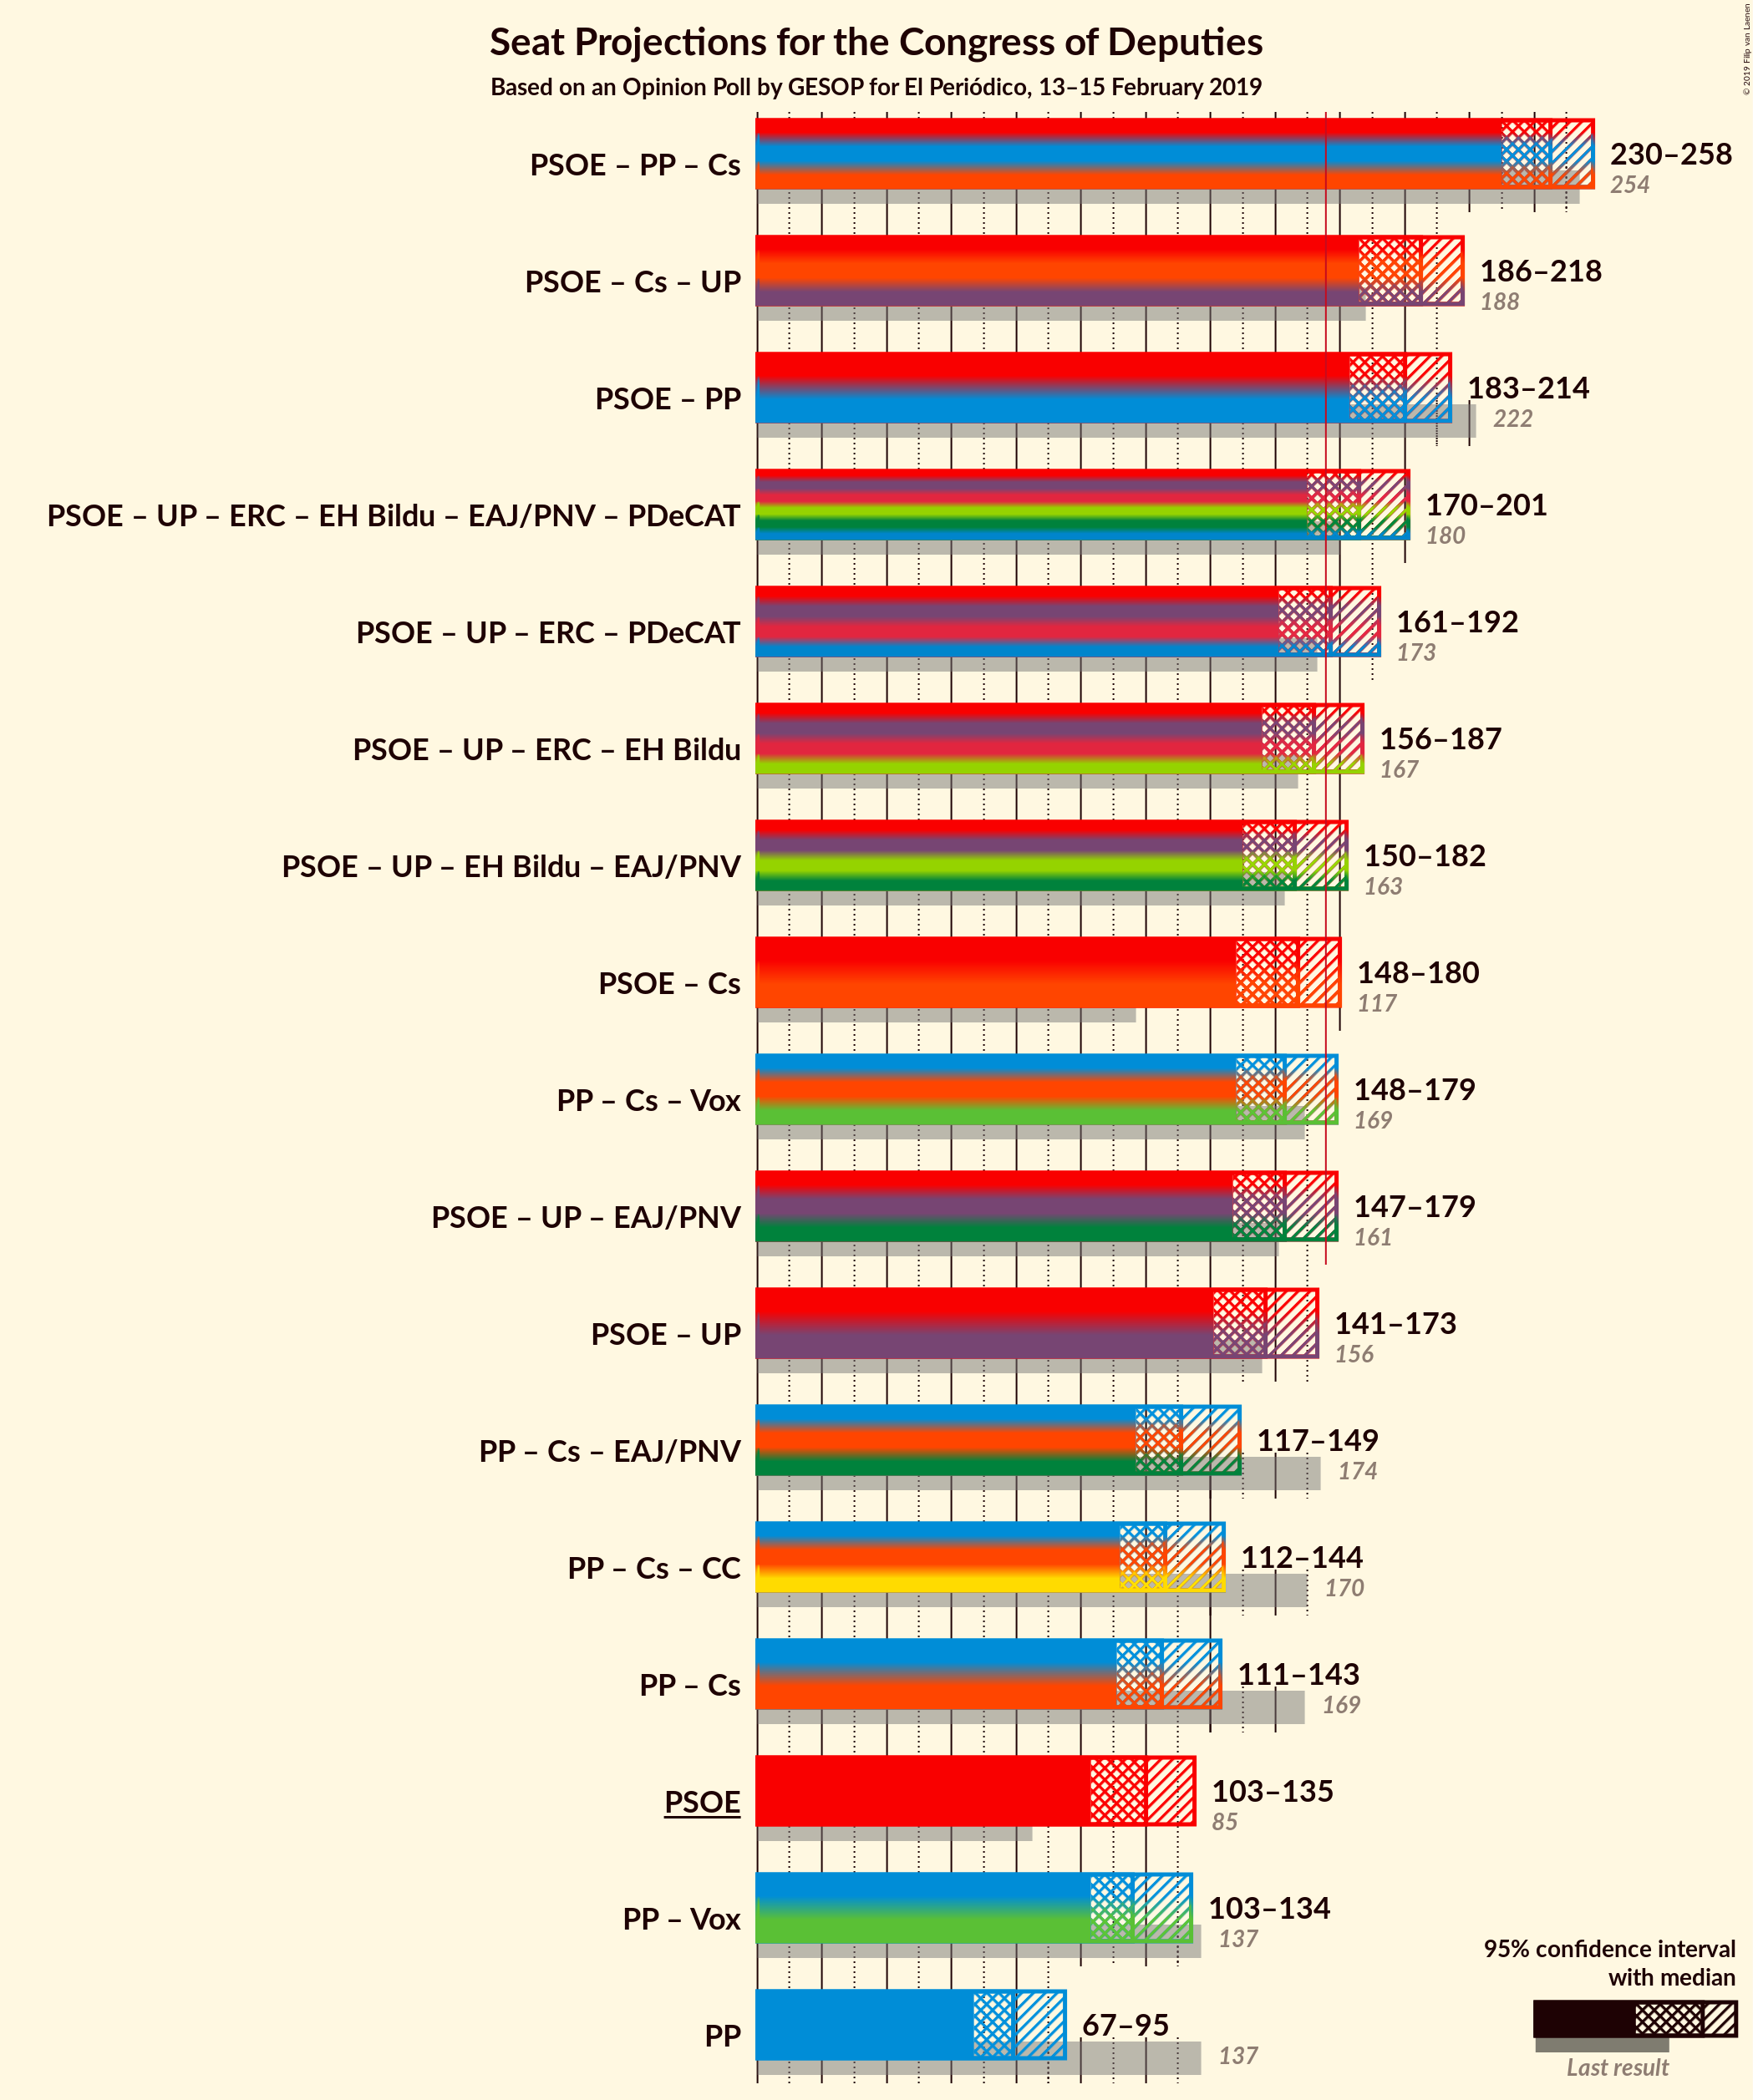 Seat Projections for the Congress of Deputies
Based on an Opinion Poll by GESOP for El Periódico, 13–15 February 2019
© 2019 Filip van Laenen
PSOE – PP – Cs
230–258
254
PSOE – Cs – UP
186–218
188
PSOE – PP
183–214
222
PSOE – UP – ERC – EH Bildu – EAJ/PNV – PDeCAT
170–201
180
PSOE – UP – ERC – PDeCAT
161–192
173
PSOE – UP – ERC – EH Bildu
156–187
167
PSOE – UP – EH Bildu – EAJ/PNV
150–182
163
PSOE – Cs
148–180
117
PP – Cs – Vox
148–179
169
PSOE – UP – EAJ/PNV
147–179
161
PSOE – UP
141–173
156
PP – Cs – EAJ/PNV
117–149
174
PP – Cs – CC
112–144
170
PP – Cs
111–143
169
PSOE
103–135
85
PP – Vox
103–134
137
PP
67–95
137
95% confidence interval
with median
Last result